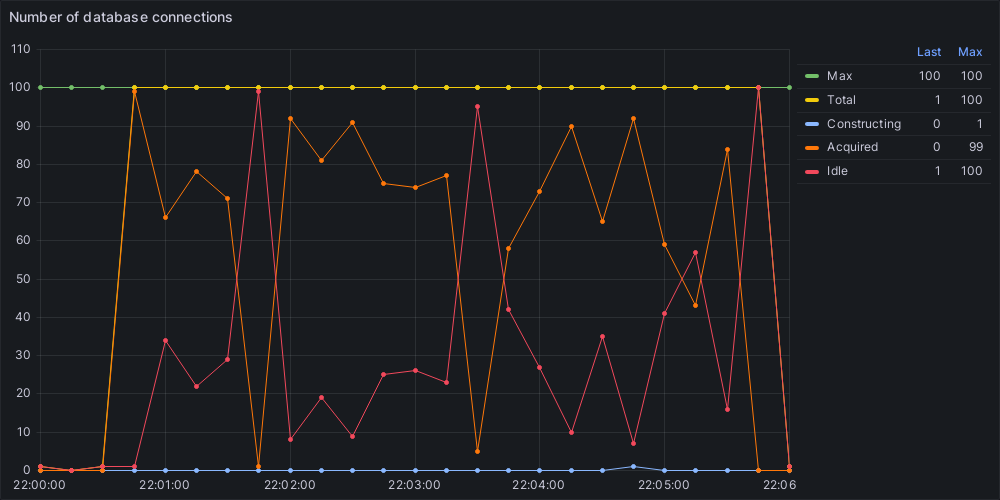 Number of database connections
110
100
90
80
70
60
50
40
30
20
10
0
22:00:00 22:01:00 22:02:00 22:03:00 22:04:00 22:05:00 22:06
Last Max
Max 100 100
Total 1 100
Constructing 0 1
Acquired 0 99
Idle 1 100